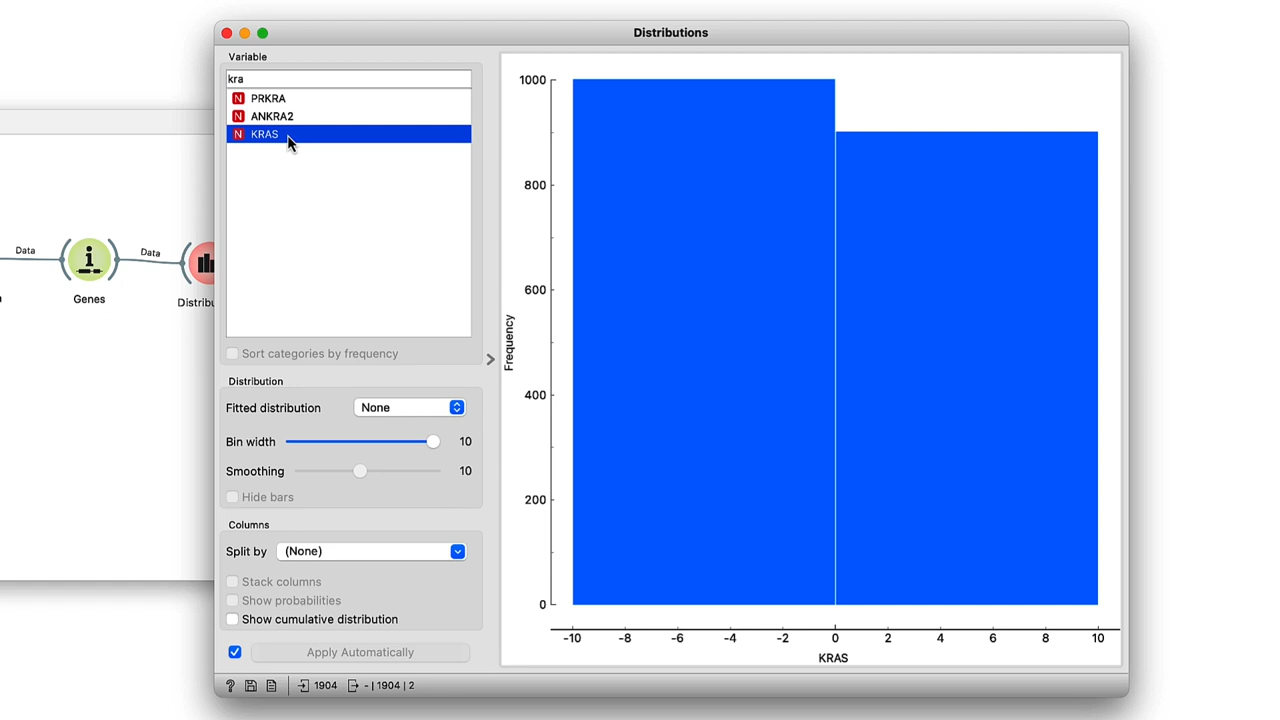 Distributions
Variable
kra
N PRKRA
N ANKRA2
N KRAS
Sort categories by frequency
Distribution
Fitted distribution None
Bin width 10
Smoothing 10
Hide bars
Columns
Split by (None)
Stack columns
Show probabilities
Show cumulative distribution
Apply Automatically
? 1904 - | 1904 | 2
Data
Data
Genes
Distribu
1000
800
600
400
200
0
Frequency
-10 -8 -6 -4 -2 0 2 4 6 8 10
KRAS